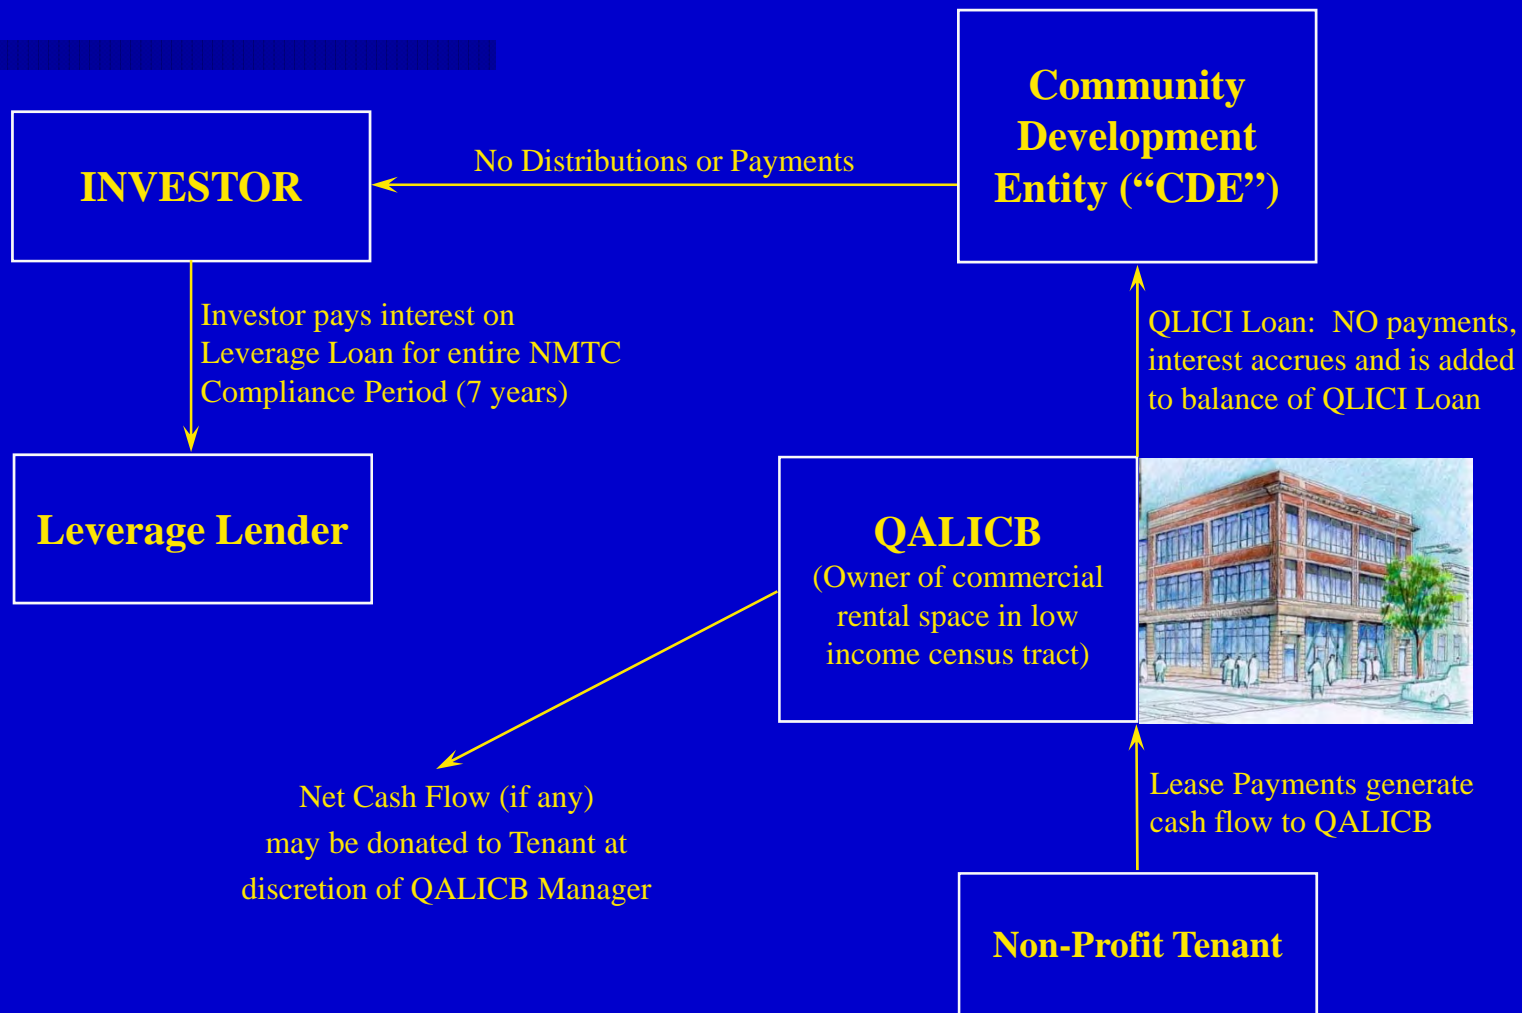 Community
Development
Entity (“CDE”)
INVESTOR
No Distributions or Payments
Investor pays interest on
Leverage Loan for entire NMTC
Compliance Period (7 years)
QLICI Loan:  NO payments,
interest accrues and is added
to balance of QLICI Loan
Leverage Lender
QALICB
(Owner of commercial
rental space in low
income census tract)
Net Cash Flow (if any)
may be donated to Tenant at
discretion of QALICB Manager
Lease Payments generate
cash flow to QALICB
Non-Profit Tenant